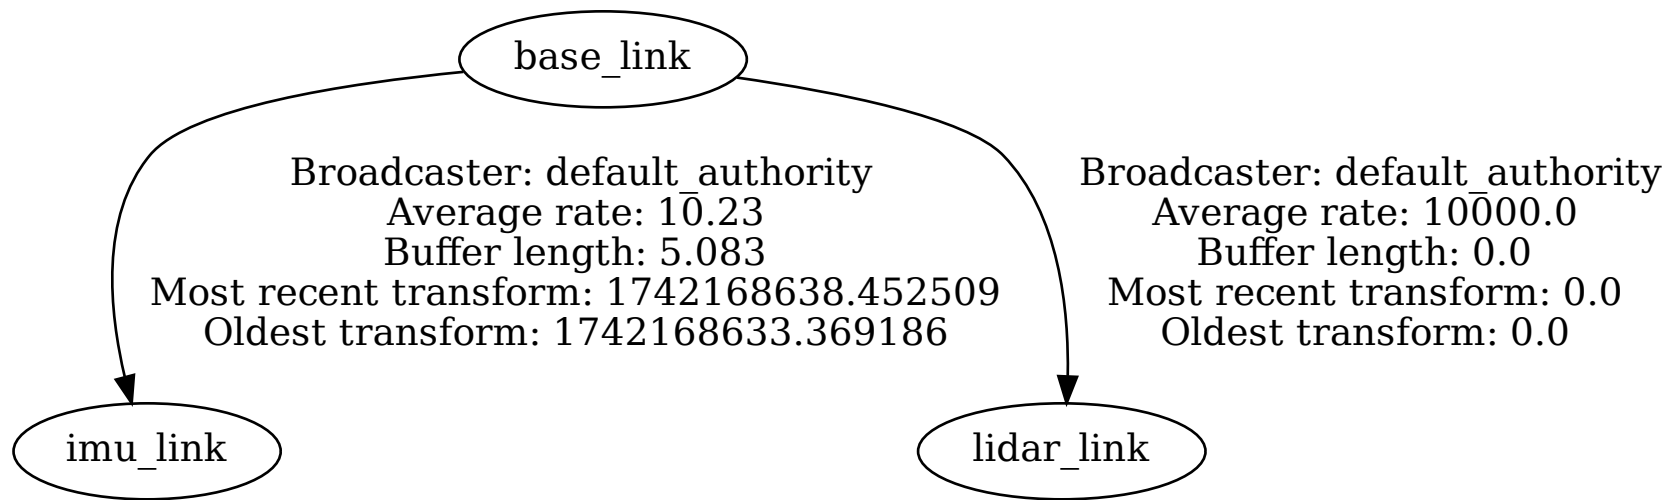 base_link
Broadcaster: default_authority
Average rate: 10.23
Buffer length: 5.083
Most recent transform: 1742168638.452509
Oldest transform: 1742168633.369186
Broadcaster: default_authority
Average rate: 10000.0
Buffer length: 0.0
Most recent transform: 0.0
Oldest transform: 0.0
imu_link
lidar_link